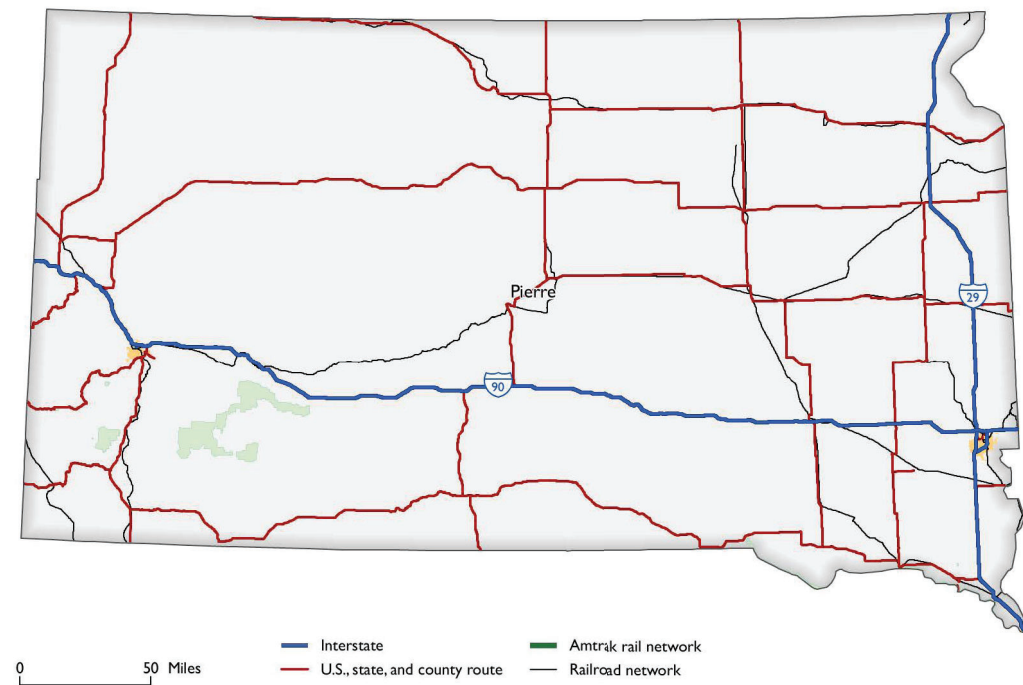 Pierre
29
90
Interstate
Amtrak rail network
0 50 Miles
U.S., state, and county route
Railroad network